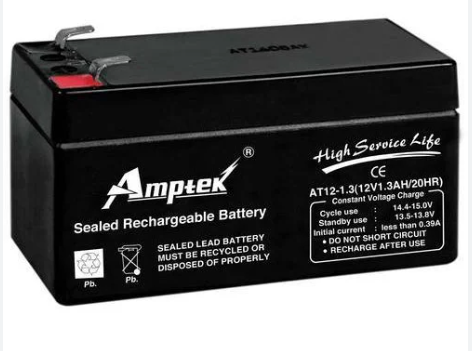 AT1408AK
Amptek ®
Sealed Rechargeable Battery
Pb.
Pb.
SEALED LEAD BATTERY
MUST BE RECYCLED OR
DISPOSED OF PROPERLY
High Service Life
CE
AT12-1.3(12V1.3AH/20HR)
Constant Voltage Charge
Cycle use : 14.4-15.0V
Standby use : 13.5-13.8V
Initial current : less than 0.39A
• DO NOT SHORT CIRCUIT
• RECHARGE AFTER USE